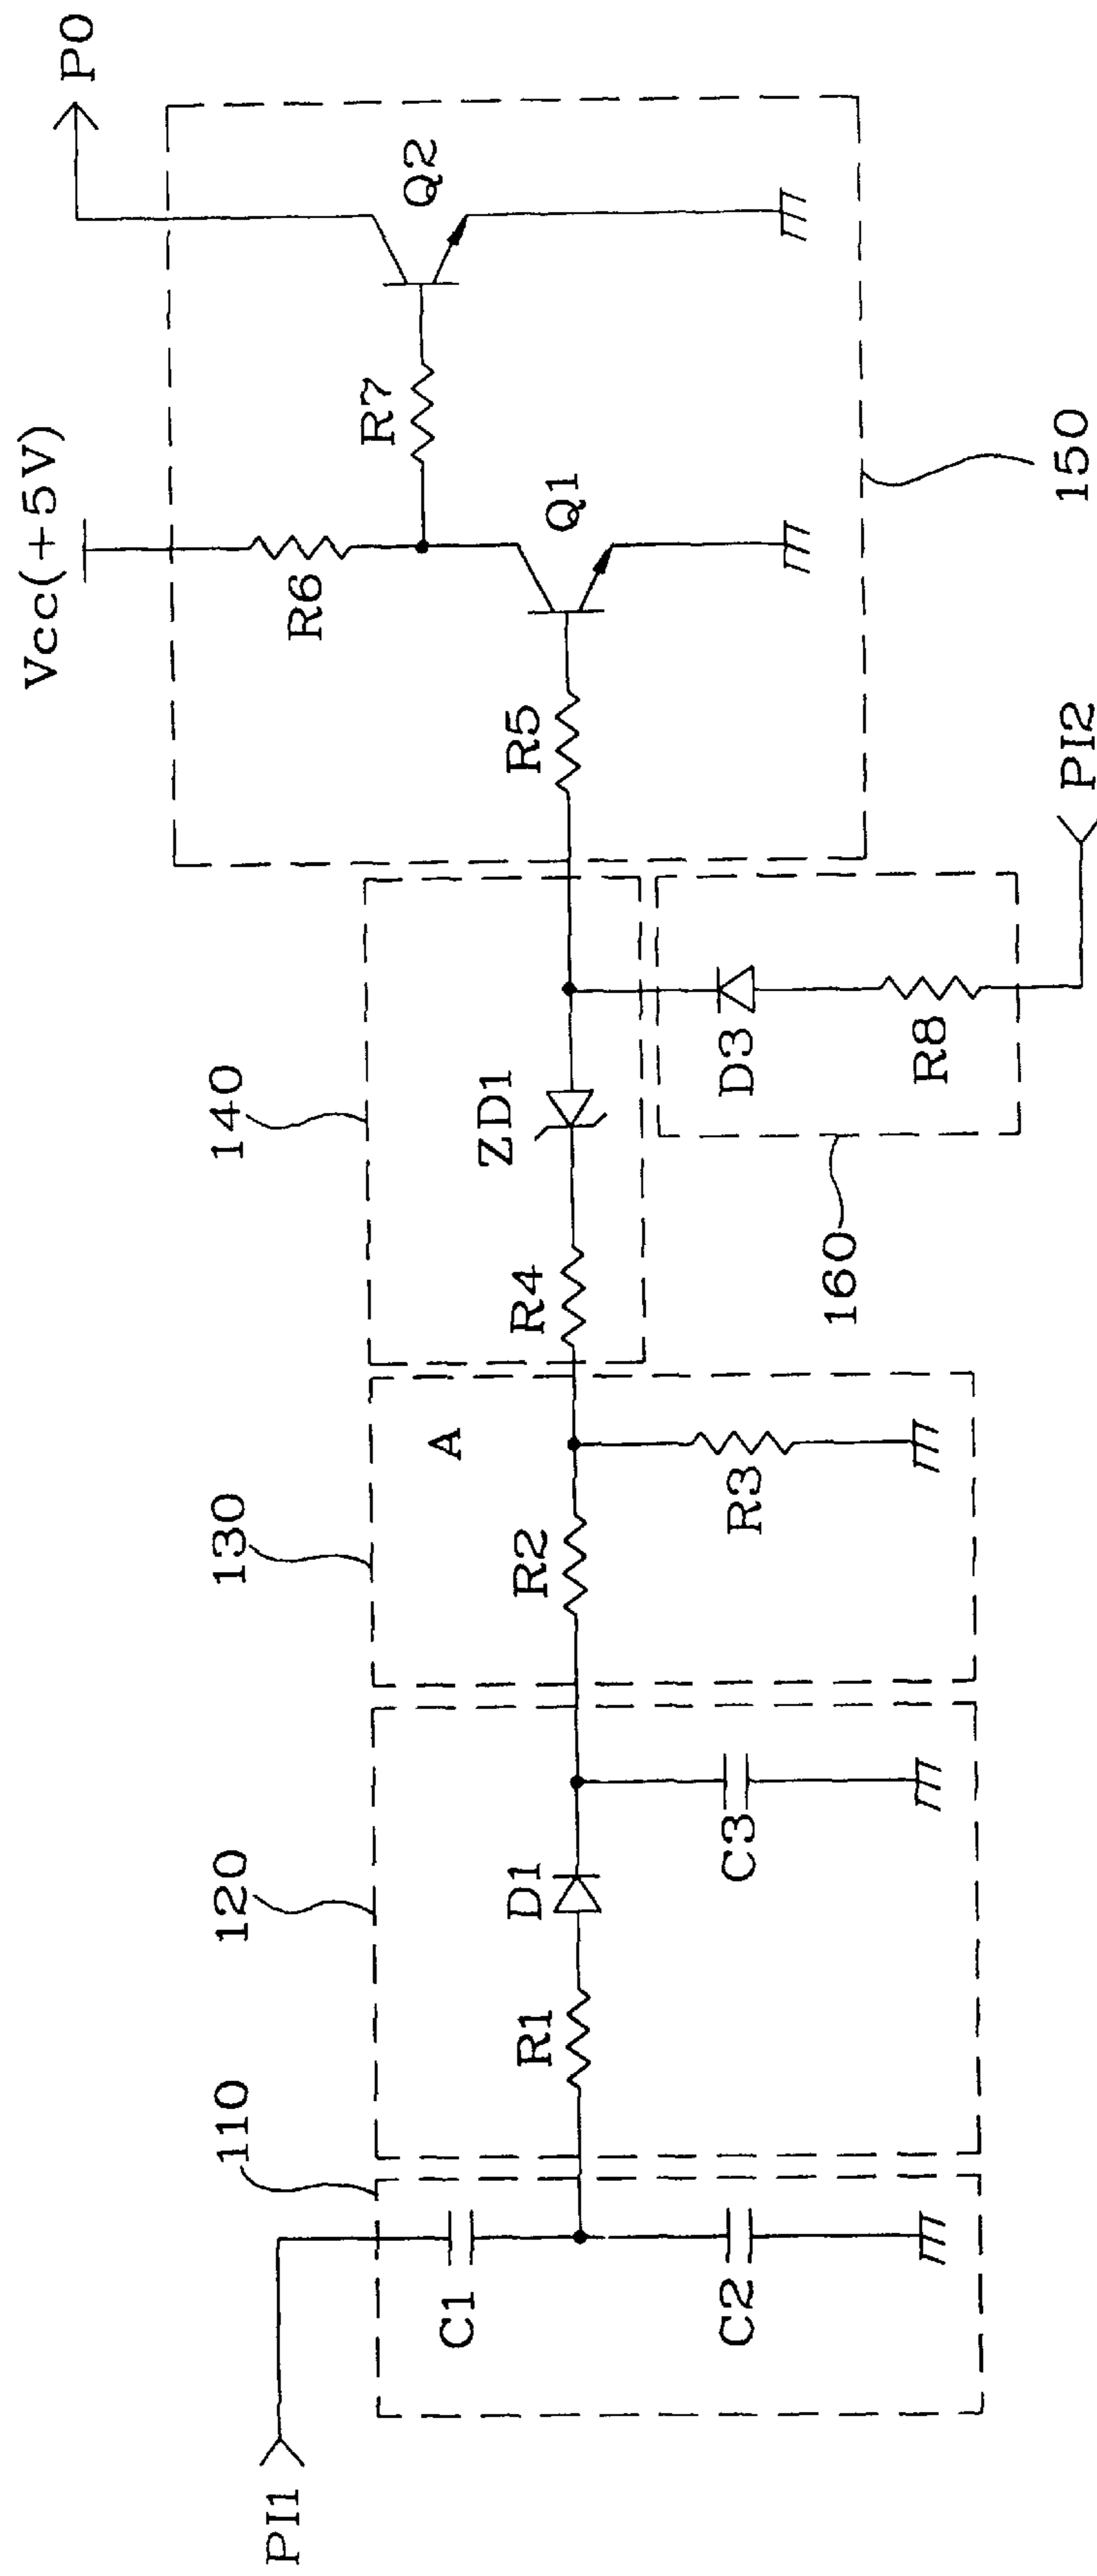 Vcc(+5V)
PO
R6
R7
Q2
Q1
R5
150
140
ZD1
R4
D3
R8
PI2
160
130
A
R2
R3
120
D1
R1
C3
110
PI1
C1
C2